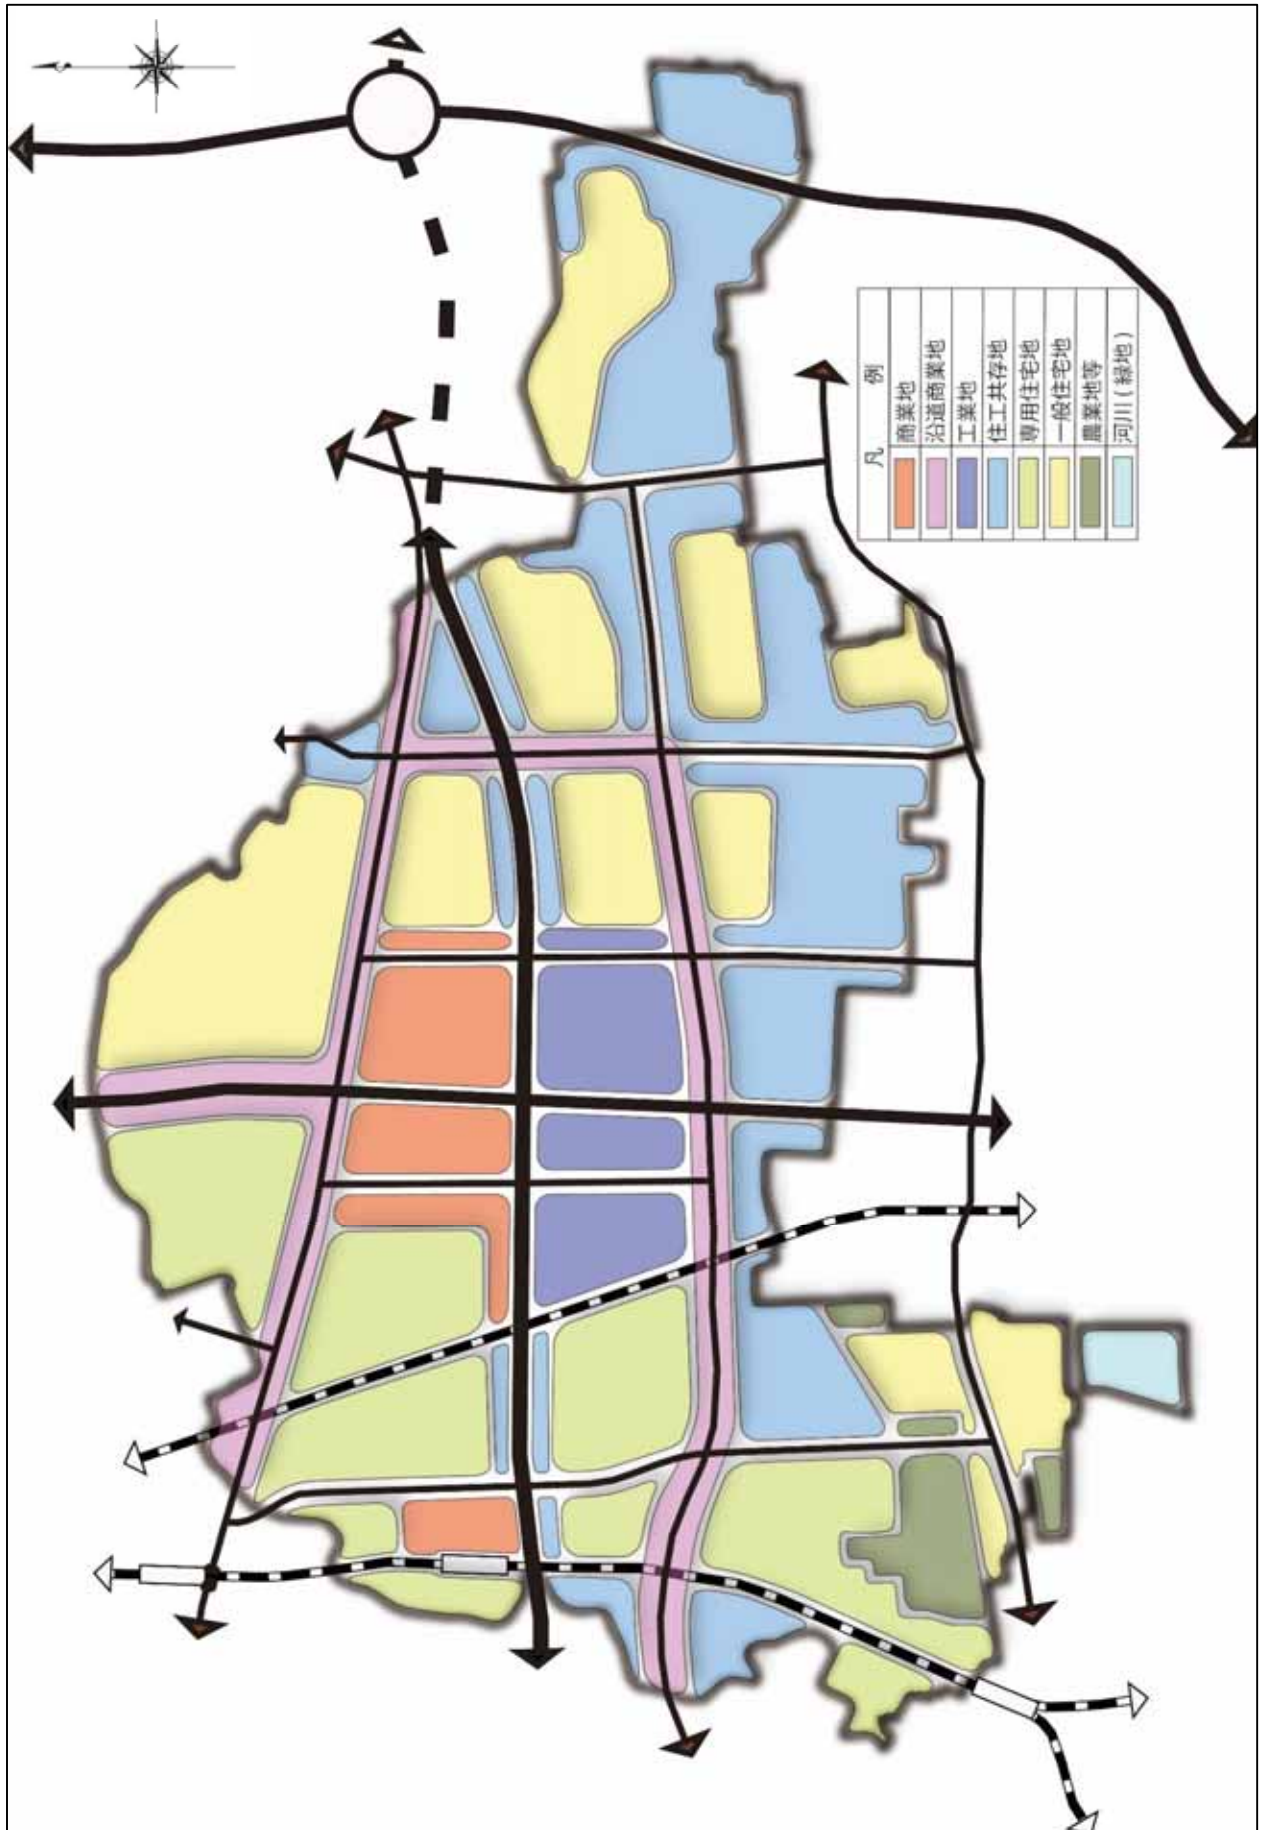 凡 例
商業地
沿道商業地
工業地
住工共存地
専用住宅地
一般住宅地
農業地等
河川(緑地)